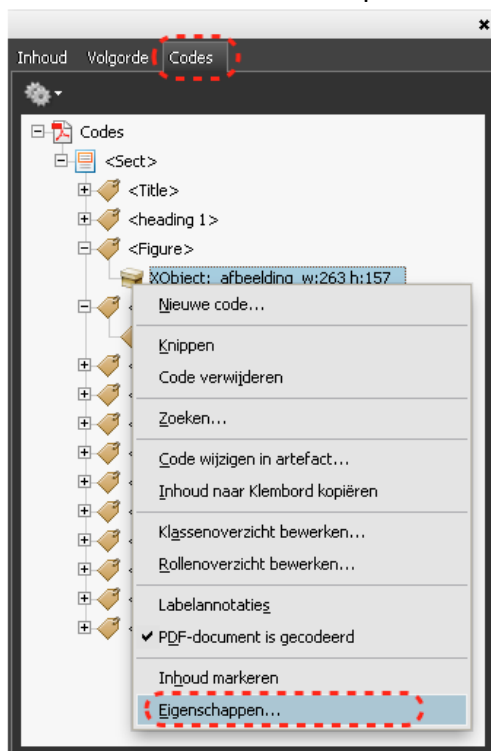 Inhoud Volgorde Codes
Codes
<Sect>
<Title>
<heading 1>
<Figure>
XObject: afbeelding w:263 h:157
Nieuwe code...
Knippen
Code verwijderen
Zoeken...
Code wijzigen in artefact...
Inhoud naar Klembord kopiëren
Klassenoverzicht bewerken...
Rollenoverzicht bewerken...
Labelannotaties
PDF-document is gecodeerd
Inhoud markeren
Eigenschappen...